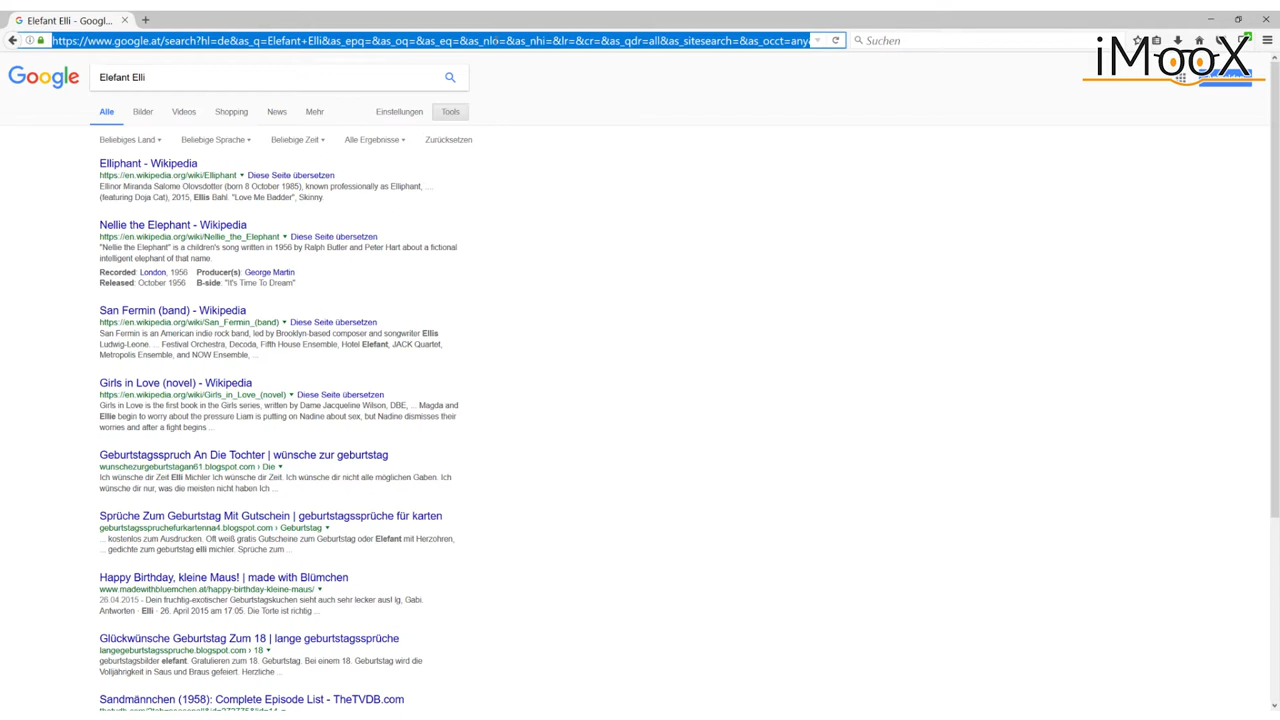 Elefant Elli - Googl...
https://www.google.at/search?hl=de&as_q=Elefant+Elli&as_epq=&as_oq=&as_eq=&as_nlo=&as_nhi=&lr=&cr=&as_qdr=all&as_sitesearch=&as_occt=any
Suchen
iMooX
Google
Elefant Elli
Alle Bilder Videos Shopping News Mehr Einstellungen Tools
Beliebiges Land Beliebige Sprache Beliebige Zeit Alle Ergebnisse Zurücksetzen
Elliphant - Wikipedia
https://en.wikipedia.org/wiki/Elliphant Diese Seite übersetzen
Ellinor Miranda Salome Olovsdotter (born 8 October 1985), known professionally as Elliphant, ...
(featuring Doja Cat), 2015, Ellis Bahl. "Love Me Badder", Skinny.
Nellie the Elephant - Wikipedia
https://en.wikipedia.org/wiki/Nellie_the_Elephant Diese Seite übersetzen
"Nellie the Elephant" is a children's song written in 1956 by Ralph Butler and Peter Hart about a fictional
intelligent elephant of that name.
Recorded: London, 1956 Producer(s): George Martin
Released: October 1956 B-side: "It's Time To Dream"
San Fermin (band) - Wikipedia
https://en.wikipedia.org/wiki/San_Fermin_(band) Diese Seite übersetzen
San Fermin is an American indie rock band, led by Brooklyn-based composer and songwriter Ellis
Ludwig-Leone. ... Festival Orchestra, Decoda, Fifth House Ensemble, Hotel Elefant, JACK Quartet,
Metropolis Ensemble, and NOW Ensemble, ...
Girls in Love (novel) - Wikipedia
https://en.wikipedia.org/wiki/Girls_in_Love_(novel) Diese Seite übersetzen
Girls in Love is the first book in the Girls series, written by Dame Jacqueline Wilson, DBE, ... Magda and
Ellie begin to worry about the pressure Liam is putting on Nadine about sex, but Nadine dismisses their
worries and after a fight begins ...
Geburtstagsspruch An Die Tochter | wünsche zur geburtstag
wunschezurgeburtstagan61.blogspot.com › Die
Ich wünsche dir Zeit Elli Michler Ich wünsche dir Zeit. Ich wünsche dir nicht alle möglichen Gaben. Ich
wünsche dir nur, was die meisten nicht haben Ich ...
Sprüche Zum Geburtstag Mit Gutschein | geburtstagssprüche für karten
geburtstagsspruchefurkartenna4.blogspot.com › Geburtstag
... kostenlos zum Ausdrucken. Oft weiß gratis Gutscheine zum Geburtstag oder Elefant mit Herzohren,
... gedichte zum geburtstag elli michler. Sprüche zum ...
Happy Birthday, kleine Maus! | made with Blümchen
www.madewithbluemchen.at/happy-birthday-kleine-maus/
26.04.2015 - Dein fruchtig-exotischer Geburtstagskuchen sieht auch sehr lecker aus! lg, Gabi.
Antworten · Elli · 26. April 2015 am 17:05. Die Torte ist richtig ...
Glückwünsche Geburtstag Zum 18 | lange geburtstagssprüche
langegeburtstagsspruche.blogspot.com › 18
geburtstagsbilder elefant. Gratulieren zum 18. Geburtstag. Bei einem 18. Geburtstag wird die
Volljährigkeit in Saus und Braus gefeiert. Herzliche ...
Sandmännchen (1958): Complete Episode List - TheTVDB.com